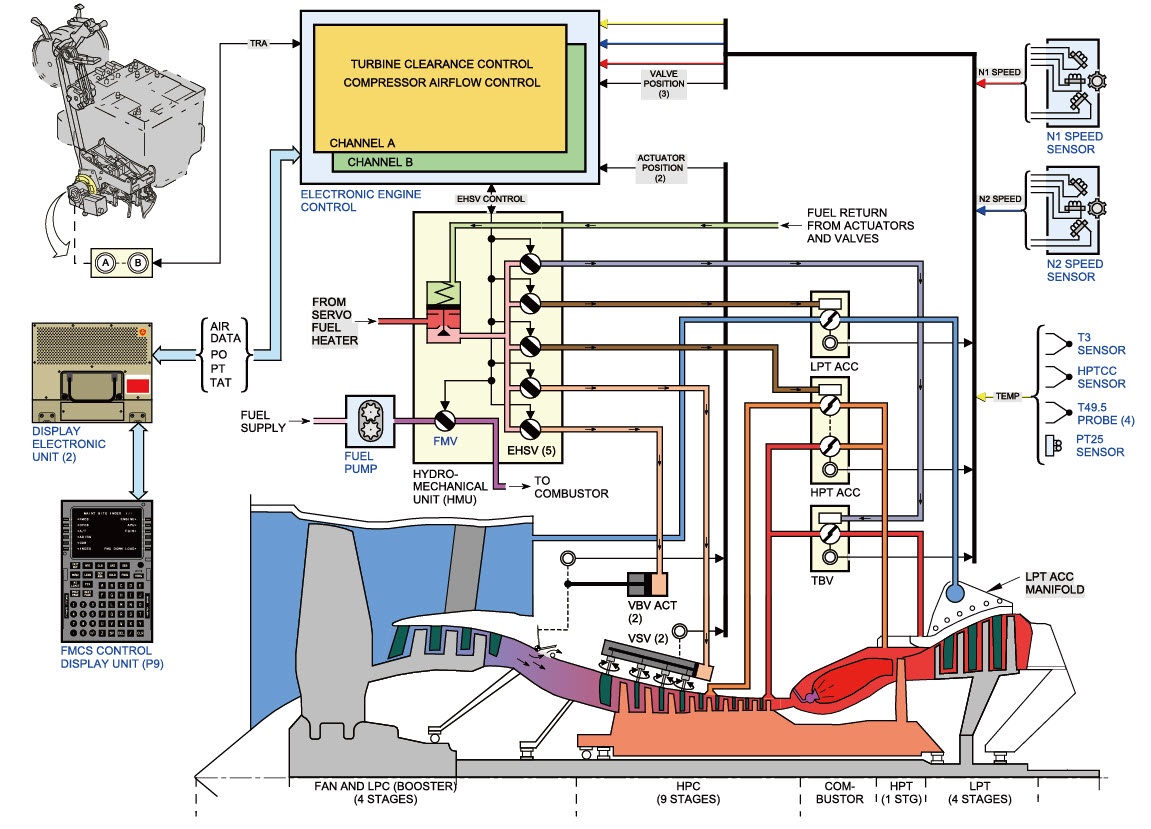 TRA
TURBINE CLEARANCE CONTROL
COMPRESSOR AIRFLOW CONTROL
CHANNEL A
CHANNEL B
ELECTRONIC ENGINE
CONTROL
VALVE
POSITION
(3)
ACTUATOR
POSITION
(2)
N1 SPEED
N1 SPEED
SENSOR
N2 SPEED
N2 SPEED
SENSOR
EHSV CONTROL
FUEL RETURN
FROM ACTUATORS
AND VALVES
A
B
FROM
SERVO
FUEL
HEATER
AIR
DATA
PO
PT
TAT
DISPLAY
ELECTRONIC
UNIT (2)
FUEL
SUPPLY
FUEL
PUMP
FMV
EHSV (5)
HYDRO-
MECHANICAL
UNIT (HMU)
TO
COMBUSTOR
LPT ACC
HPT ACC
TBV
TEMP
T3
SENSOR
HPTCC
SENSOR
T49.5
PROBE (4)
PT25
SENSOR
FMCS CONTROL
DISPLAY UNIT (P9)
VBV ACT
(2)
VSV (2)
LPT ACC
MANIFOLD
FAN AND LPC (BOOSTER)
(4 STAGES)
HPC
(9 STAGES)
COM-
BUSTOR
HPT
(1 STG)
LPT
(4 STAGES)